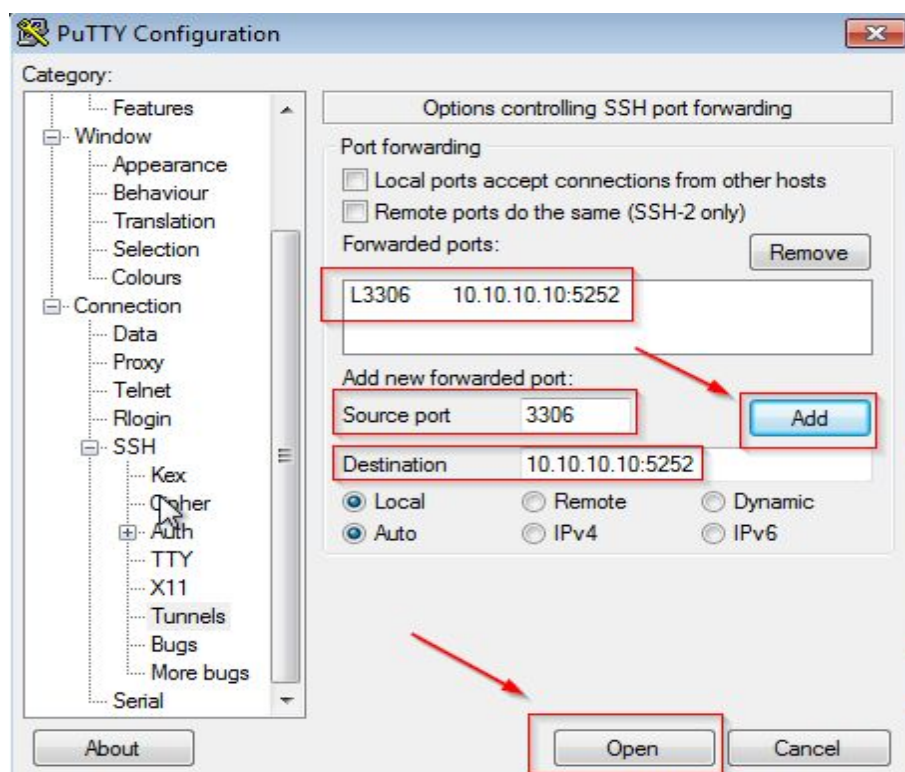 PuTTY Configuration
Category:
Features
Window
Appearance
Behaviour
Translation
Selection
Colours
Connection
Data
Proxy
Telnet
Rlogin
SSH
Kex
Cipher
Auth
TTY
X11
Tunnels
Bugs
More bugs
Serial
Options controlling SSH port forwarding
Port forwarding
Local ports accept connections from other hosts
Remote ports do the same (SSH-2 only)
Forwarded ports:
Remove
L3306 10.10.10.10:5252
Add new forwarded port:
Source port 3306 Add
Destination 10.10.10.10:5252
Local Remote Dynamic
Auto IPv4 IPv6
About Open Cancel